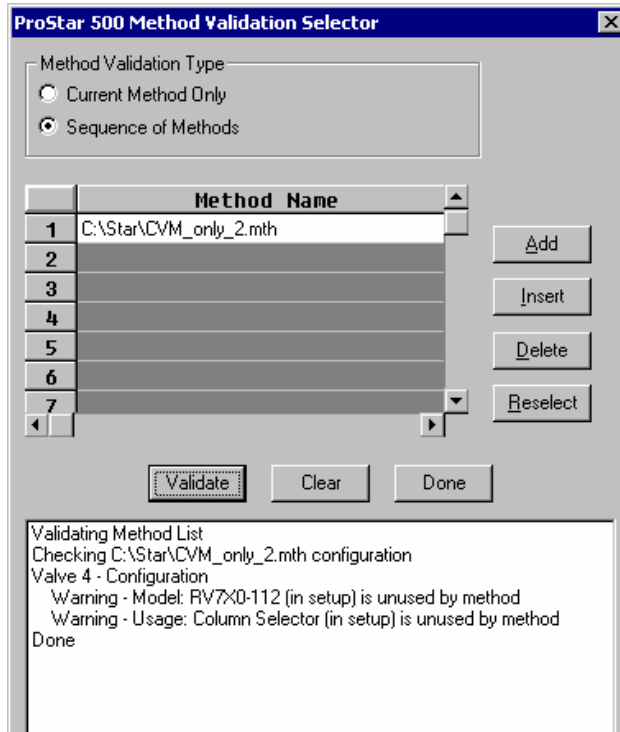 ProStar 500 Method Validation Selector
Method Validation Type
Current Method Only
Sequence of Methods
Method Name
1 C:\Star\CVM_only_2.mth
2
3
4
5
6
7
Add
Insert
Delete
Reselect
Validate Clear Done
Validating Method List
Checking C:\Star\CVM_only_2.mth configuration
Valve 4 - Configuration
Warning - Model: RV7X0-112 (in setup) is unused by method
Warning - Usage: Column Selector (in setup) is unused by method
Done